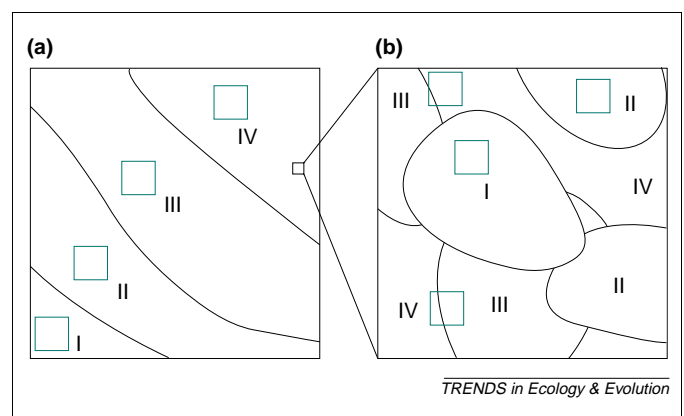 (a)
(b)
IV
III
II
I
III
II
I
IV
IV
III
II
TRENDS in Ecology & Evolution